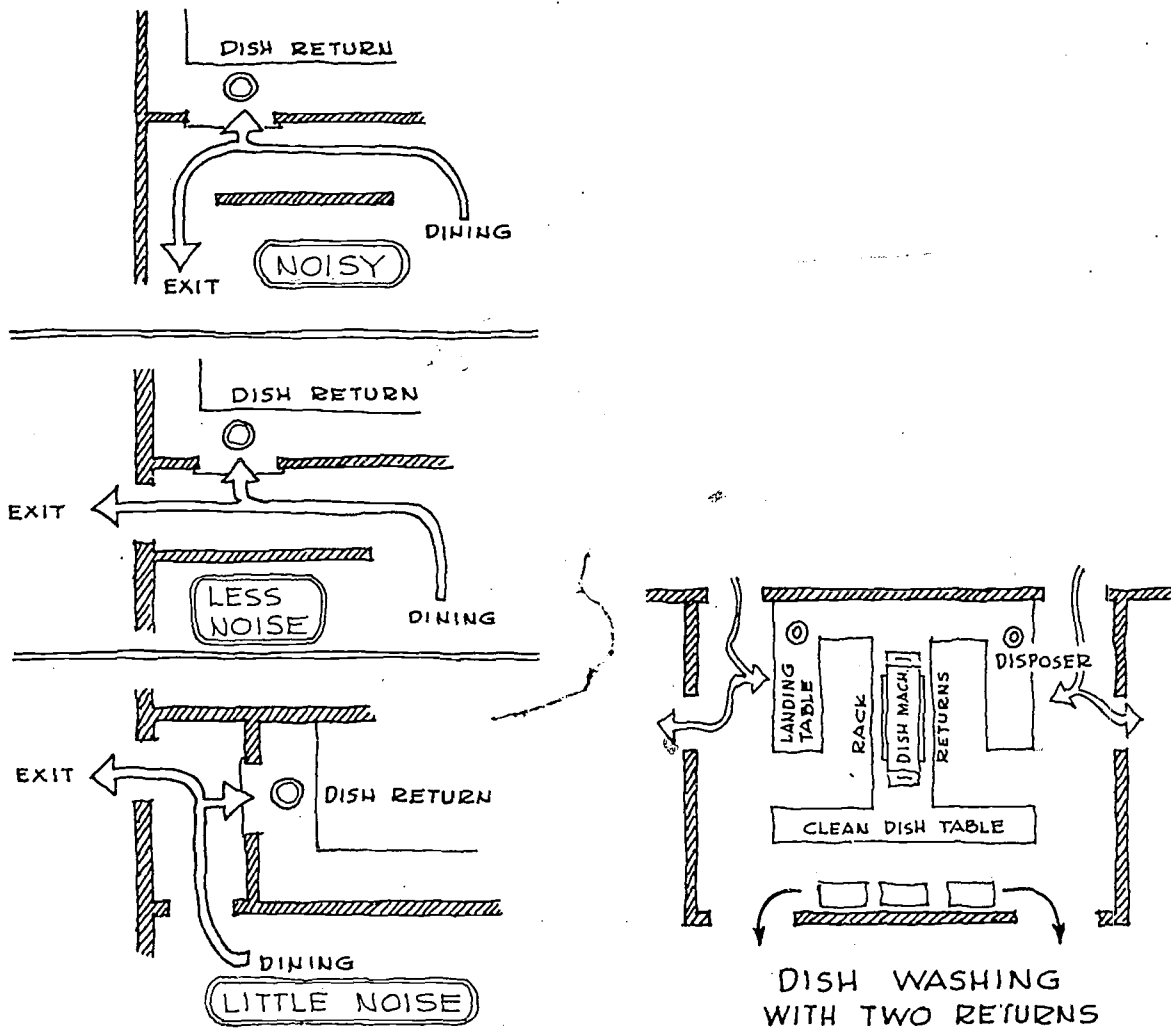 DISH RETURN
DINING
NOISY
EXIT
DISH RETURN
EXIT
LESS
NOISE
DINING
EXIT
DISH RETURN
DINING
LITTLE NOISE
LANDING
TABLE
RACK
DISH MACH.
RETURNS
DISPOSER
CLEAN DISH TABLE
DISH WASHING
WITH TWO RETURNS